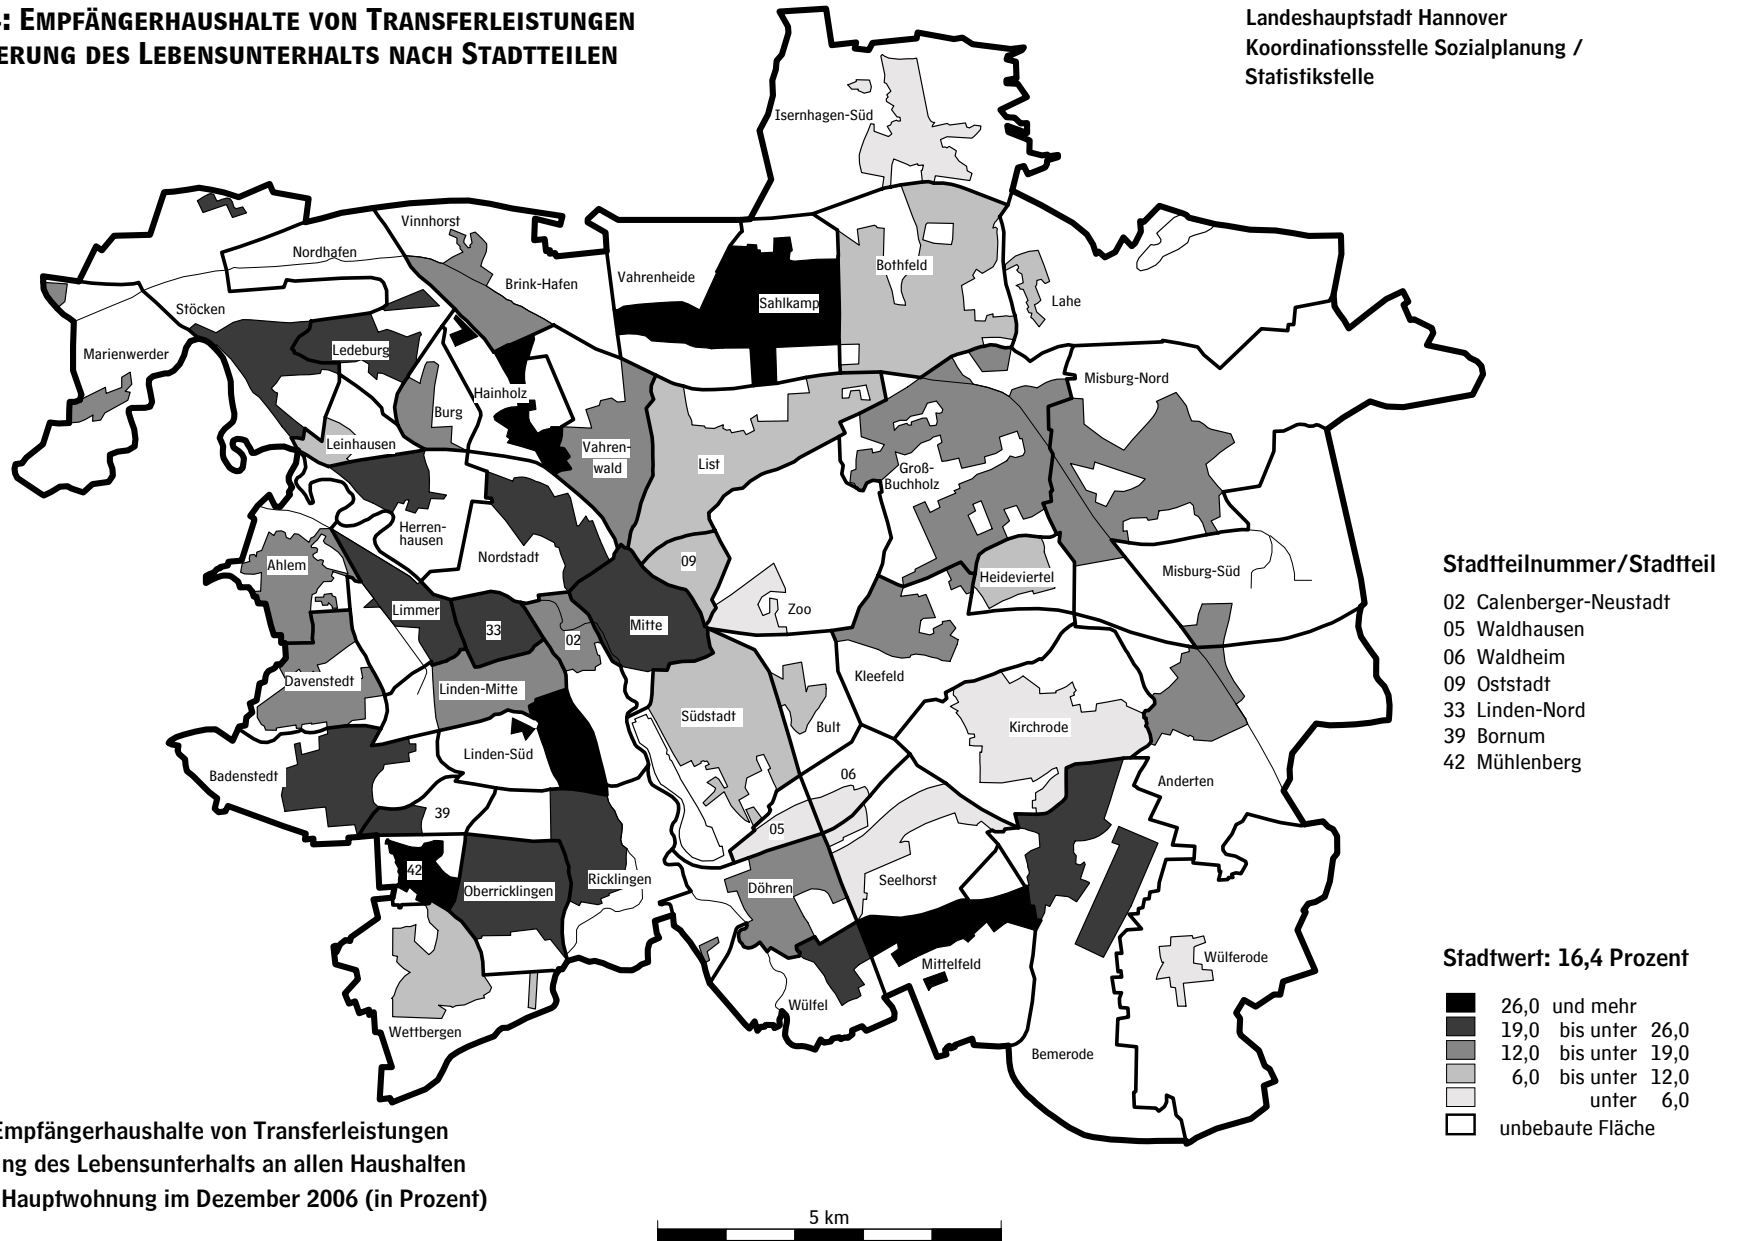 : EMPFÄNGERHAUSHALTE VON TRANSFERLEISTUNGEN
ERUNG DES LEBENSUNTERHALTS NACH STADTTEILEN
Landeshauptstadt Hannover
Koordinationsstelle Sozialplanung /
Statistikstelle
Isernhagen-Süd
Vinnhorst
Nordhafen
Brink-Hafen
Vahrenheide
Bothfeld
Sahlkamp
Lahe
Stöcken
Marienwerder
Ledeburg
Misburg-Nord
Hainholz
Burg
Leinhausen
Vahren-
wald
List
Groß-
Buchholz
Herren-
hausen
Nordstadt
Ahlem
09
Heideviertel
Misburg-Süd
Limmer
33
02
Mitte
Zoo
Davenstedt
Linden-Mitte
Kleefeld
Südstadt
Bult
Kirchrode
Linden-Süd
Badenstedt
06
Anderten
39
05
42
Oberricklingen
Ricklingen
Döhren
Seelhorst
Mittelfeld
Wülferode
Wülfel
Wettbergen
Bemerode
Stadtteilnummer/Stadtteil
02 Calenberger-Neustadt
05 Waldhausen
06 Waldheim
09 Oststadt
33 Linden-Nord
39 Bornum
42 Mühlenberg
Stadtwert: 16,4 Prozent
26,0 und mehr
19,0 bis unter 26,0
12,0 bis unter 19,0
6,0 bis unter 12,0
unter 6,0
unbebaute Fläche
Empfängerhaushalte von Transferleistungen
ng des Lebensunterhalts an allen Haushalten
Hauptwohnung im Dezember 2006 (in Prozent)
5 km